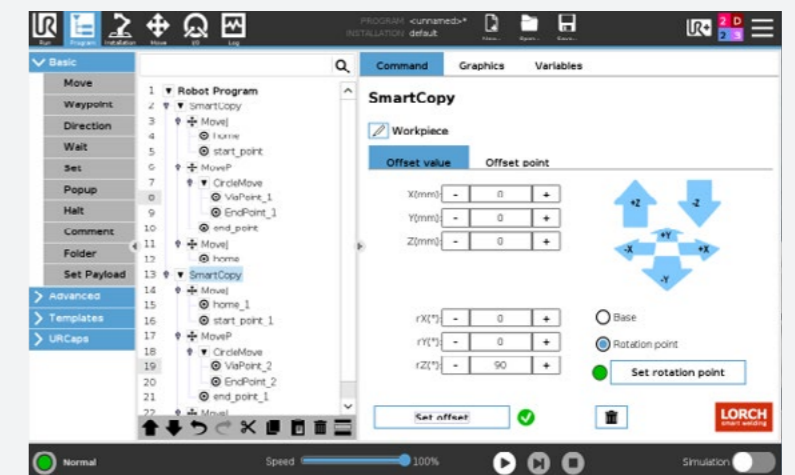 UR
PROGRAM <unnamed>*
INSTALLATION default
New...
Open...
Save...
UR+
2 D
2 3
Run
Program
Installation
Move
I/O
Log
Basic
Move
Waypoint
Direction
Wait
Set
Popup
Halt
Comment
Folder
Set Payload
Advanced
Templates
URCaps
1 Robot Program
2 SmartCopy
3 MoveJ
4 home
5 start_point
6 MoveP
7 CircleMove
8 ViaPoint_1
9 EndPoint_1
10 end_point
11 MoveJ
12 home
13 SmartCopy
14 MoveJ
15 home_1
16 start_point_1
17 MoveP
18 CircleMove
19 ViaPoint_2
20 EndPoint_2
21 end_point_1
22 MoveJ
Command Graphics Variables
SmartCopy
Workpiece
Offset value Offset point
X(mm): - 0 +
Y(mm): - 0 +
Z(mm): - 0 +
+Z -Z
+Y
-X +X
-Y
rX(°): - 0 +
rY(°): - 0 +
rZ(°): - 90 +
Base
Rotation point
Set rotation point
Set offset
LORCH
smart welding
Normal
Speed 100%
Simulation